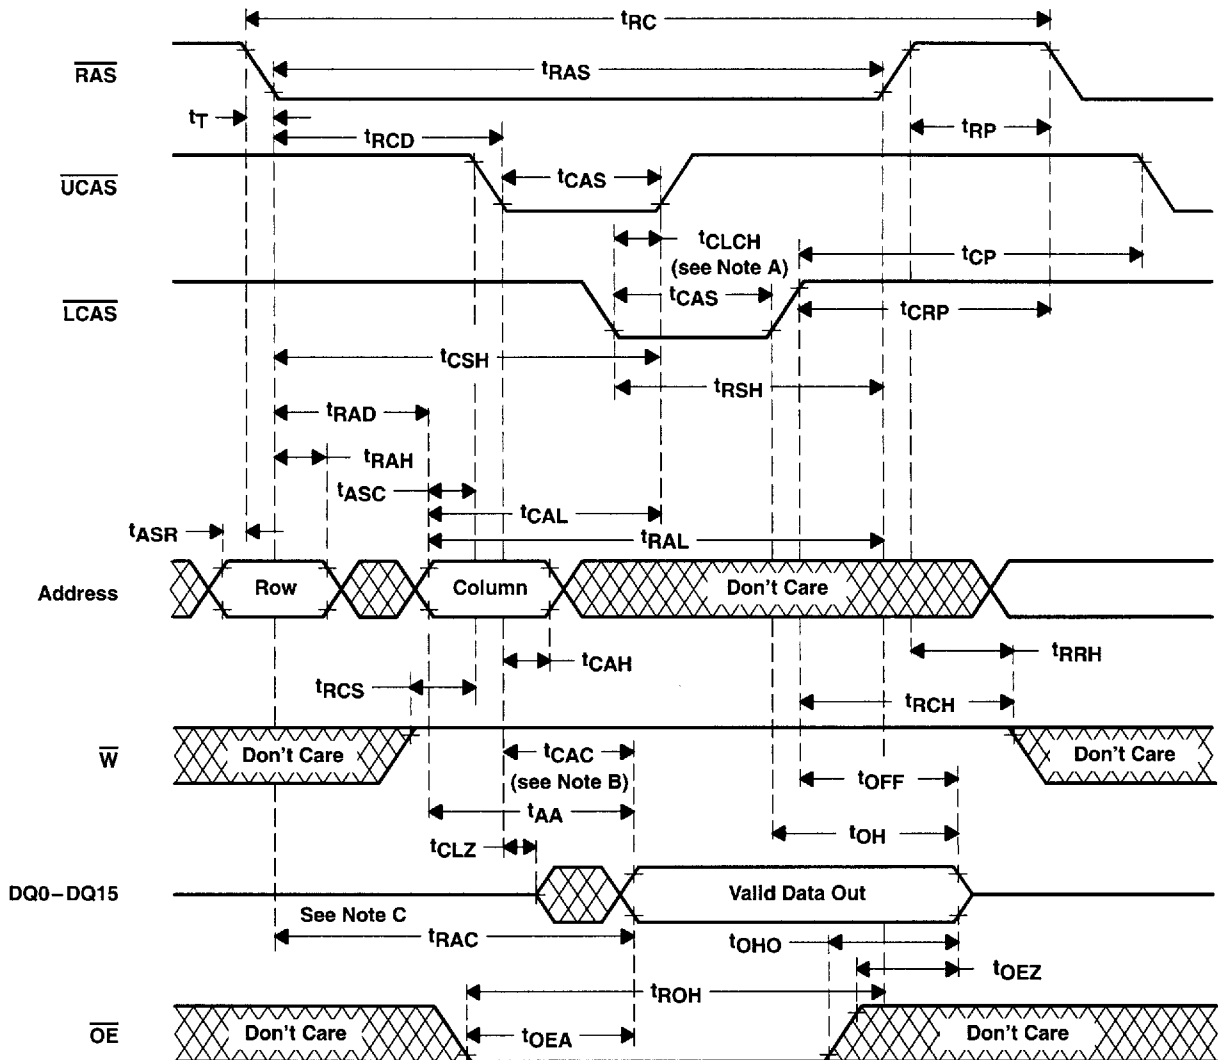 tRC
RAS
tRAS
tT
tRCD
tRP
UCAS
tCAS
tCLCH
(see Note A)
tCP
LCAS
tCAS
tCRP
tCSH
tRSH
tRAD
tRAH
tASC
tCAL
tASR
tRAL
Address
Row
Column
Don't Care
tCAH
tRRH
tRCS
tRCH
W
Don't Care
tCAC
(see Note B)
Don't Care
tOFF
tAA
tOH
tCLZ
DQ0–DQ15
Valid Data Out
See Note C
tRAC
tOHO
tOEZ
tROH
OE
Don't Care
tOEA
Don't Care